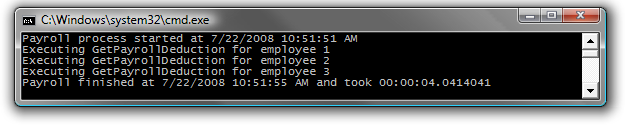 C:\Windows\system32\cmd.exe
Payroll process started at 7/22/2008 10:51:51 AM
Executing GetPayrollDeduction for employee 1
Executing GetPayrollDeduction for employee 2
Executing GetPayrollDeduction for employee 3
Payroll finished at 7/22/2008 10:51:55 AM and took 00:00:04.0414041